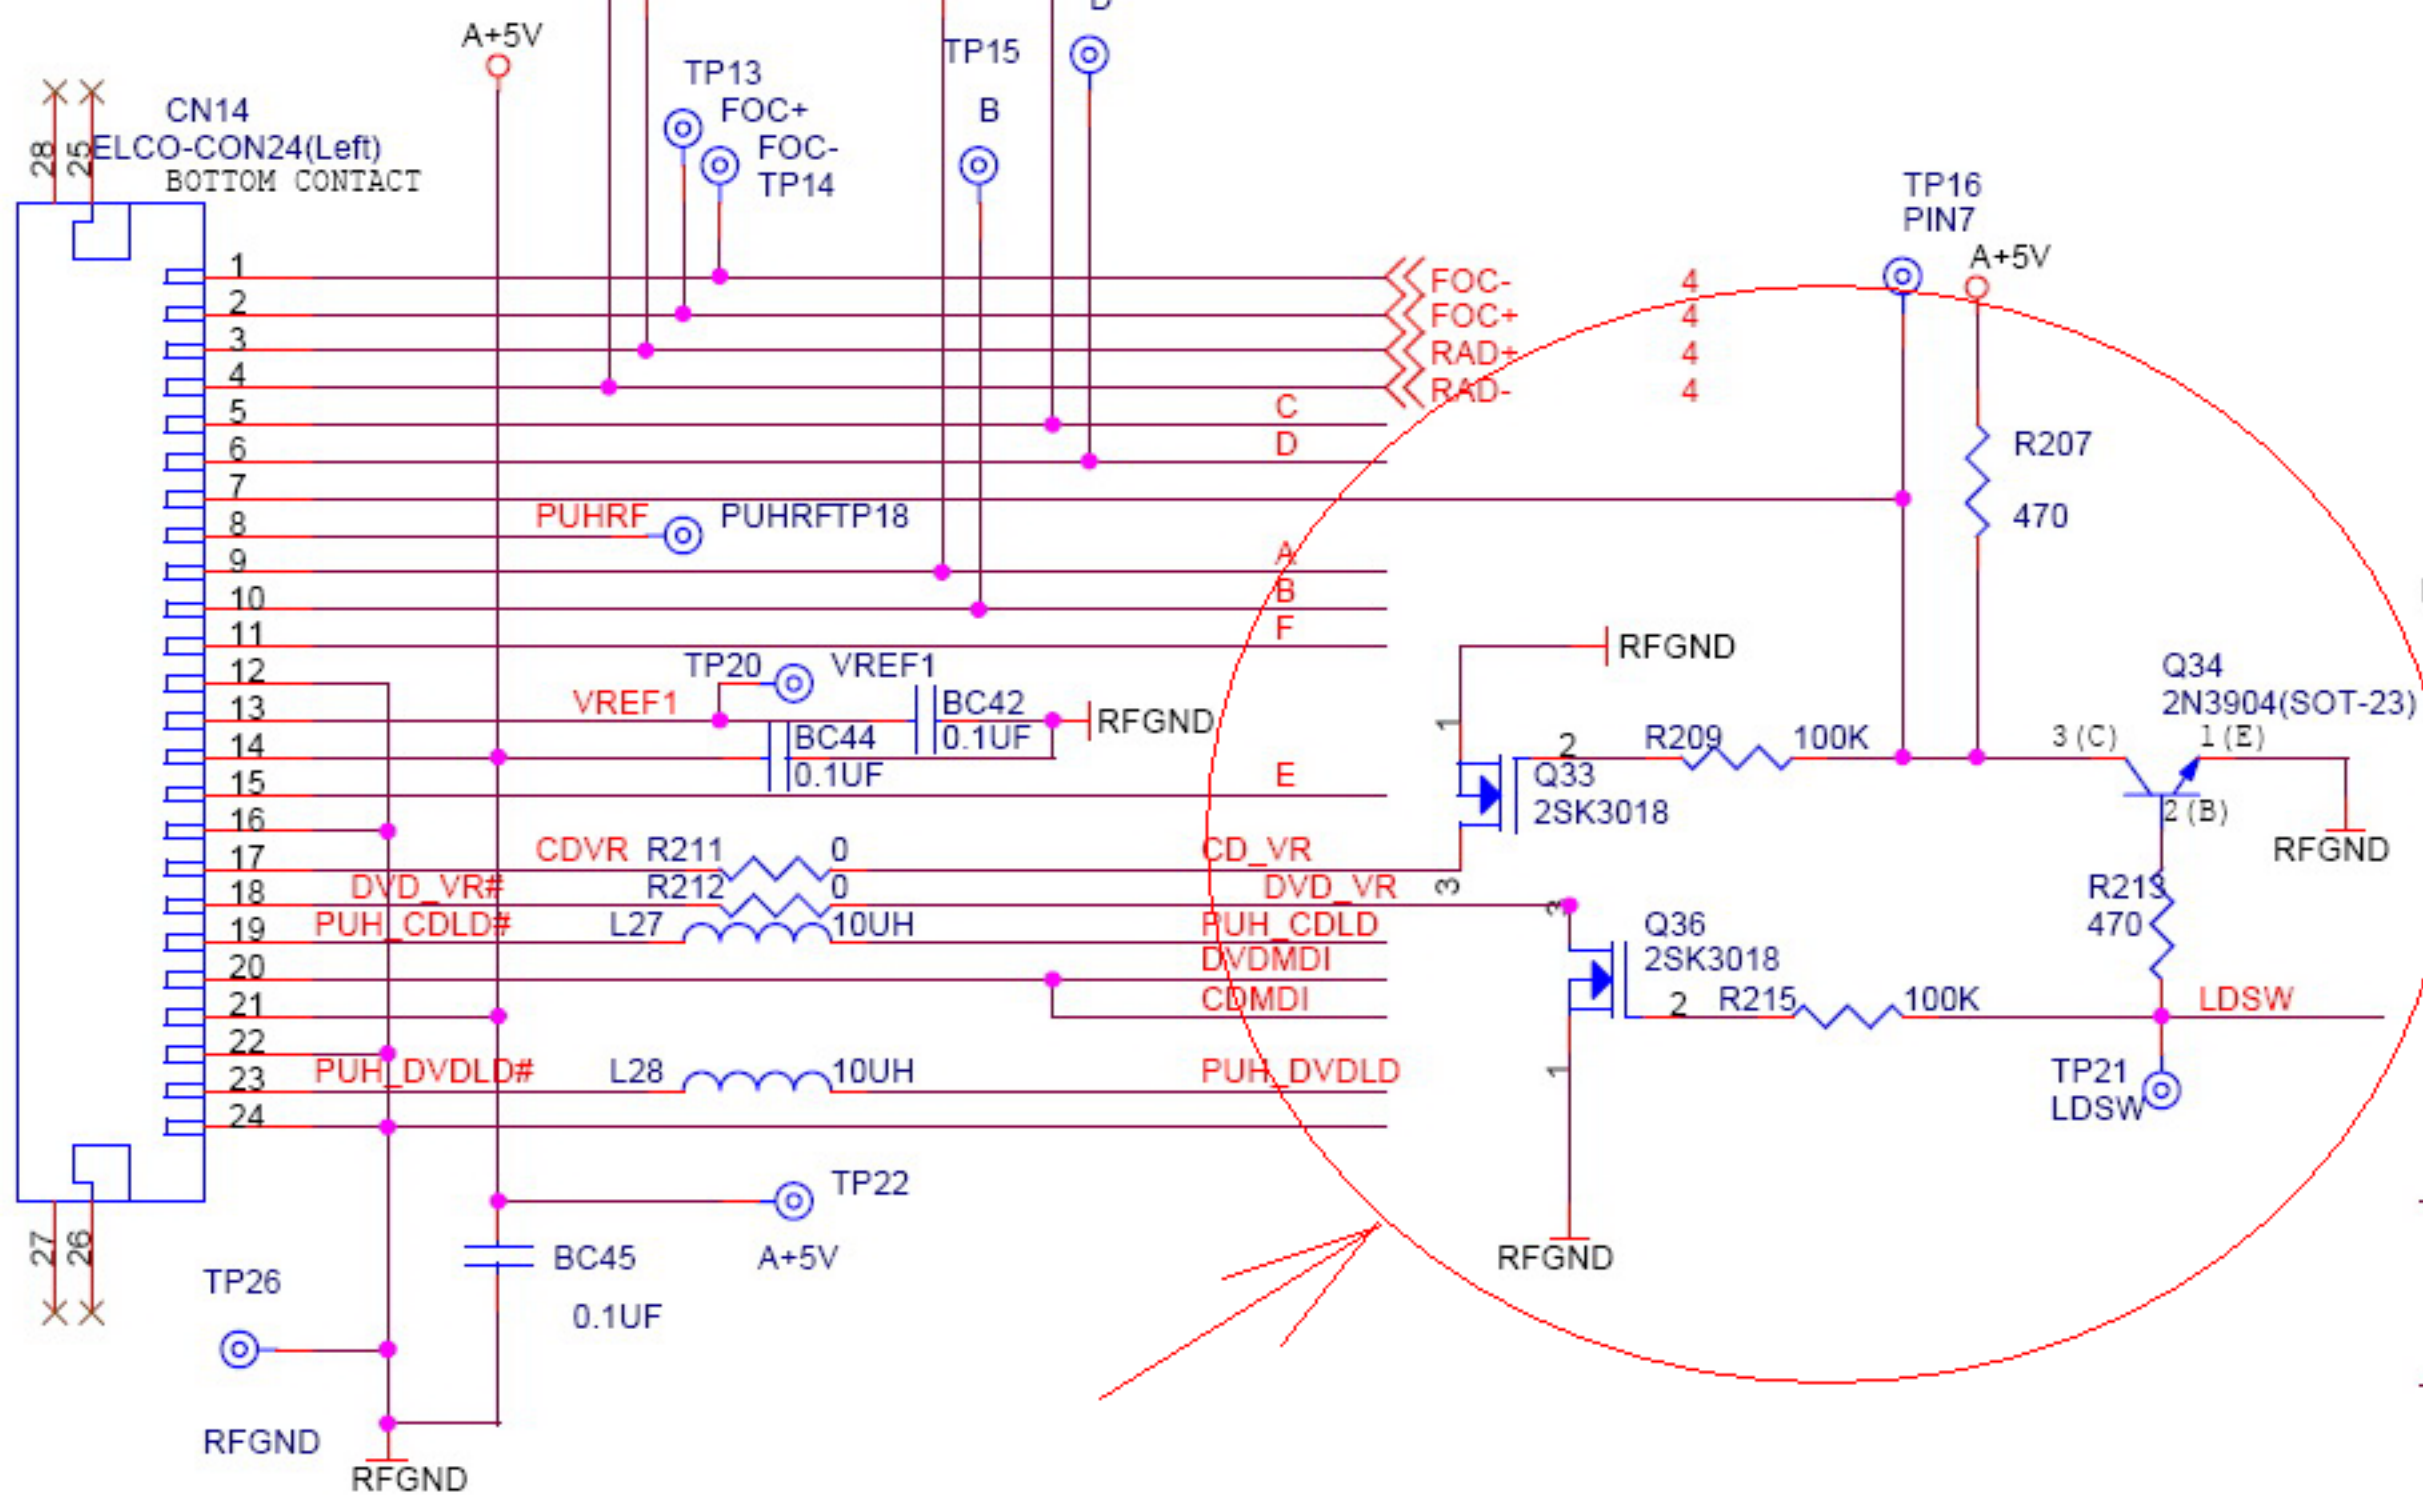 D
A+5V
TP15
TP13
CN14
FOC+
B
28
25
ELCO-CON24(Left)
FOC-
BOTTOM CONTACT
TP14
TP16
PIN7
A+5V
1
FOC- 4
2
FOC+ 4
3
RAD+ 4
4
RAD- 4
5
C
6
D
R207
7
470
8
PUHRF
PUHRFTP18
9
A
10
B
11
F
RFGND
12
TP20
VREF1
Q34
13
VREF1
BC42
RFGND
1
2N3904(SOT-23)
14
BC44
0.1UF
2
R209
100K
3(C)
1(E)
15
0.1UF
E
Q33
2SK3018
2(B)
16
17
CDVR
R211
0
CD_VR
RFGND
18
DVD_VR#
R212
0
DVD_VR
3
3
R213
19
PUH_CDLD#
L27
10UH
PUH_CDLD
Q36
470
20
DVDMDI
2SK3018
21
CDMDI
2
R215
100K
LDSW
22
23
PUH_DVDLD#
L28
10UH
PUH_DVDLD
1
TP21
24
LDSW
TP22
27
26
BC45
A+5V
RFGND
TP26
0.1UF
RFGND
RFGND